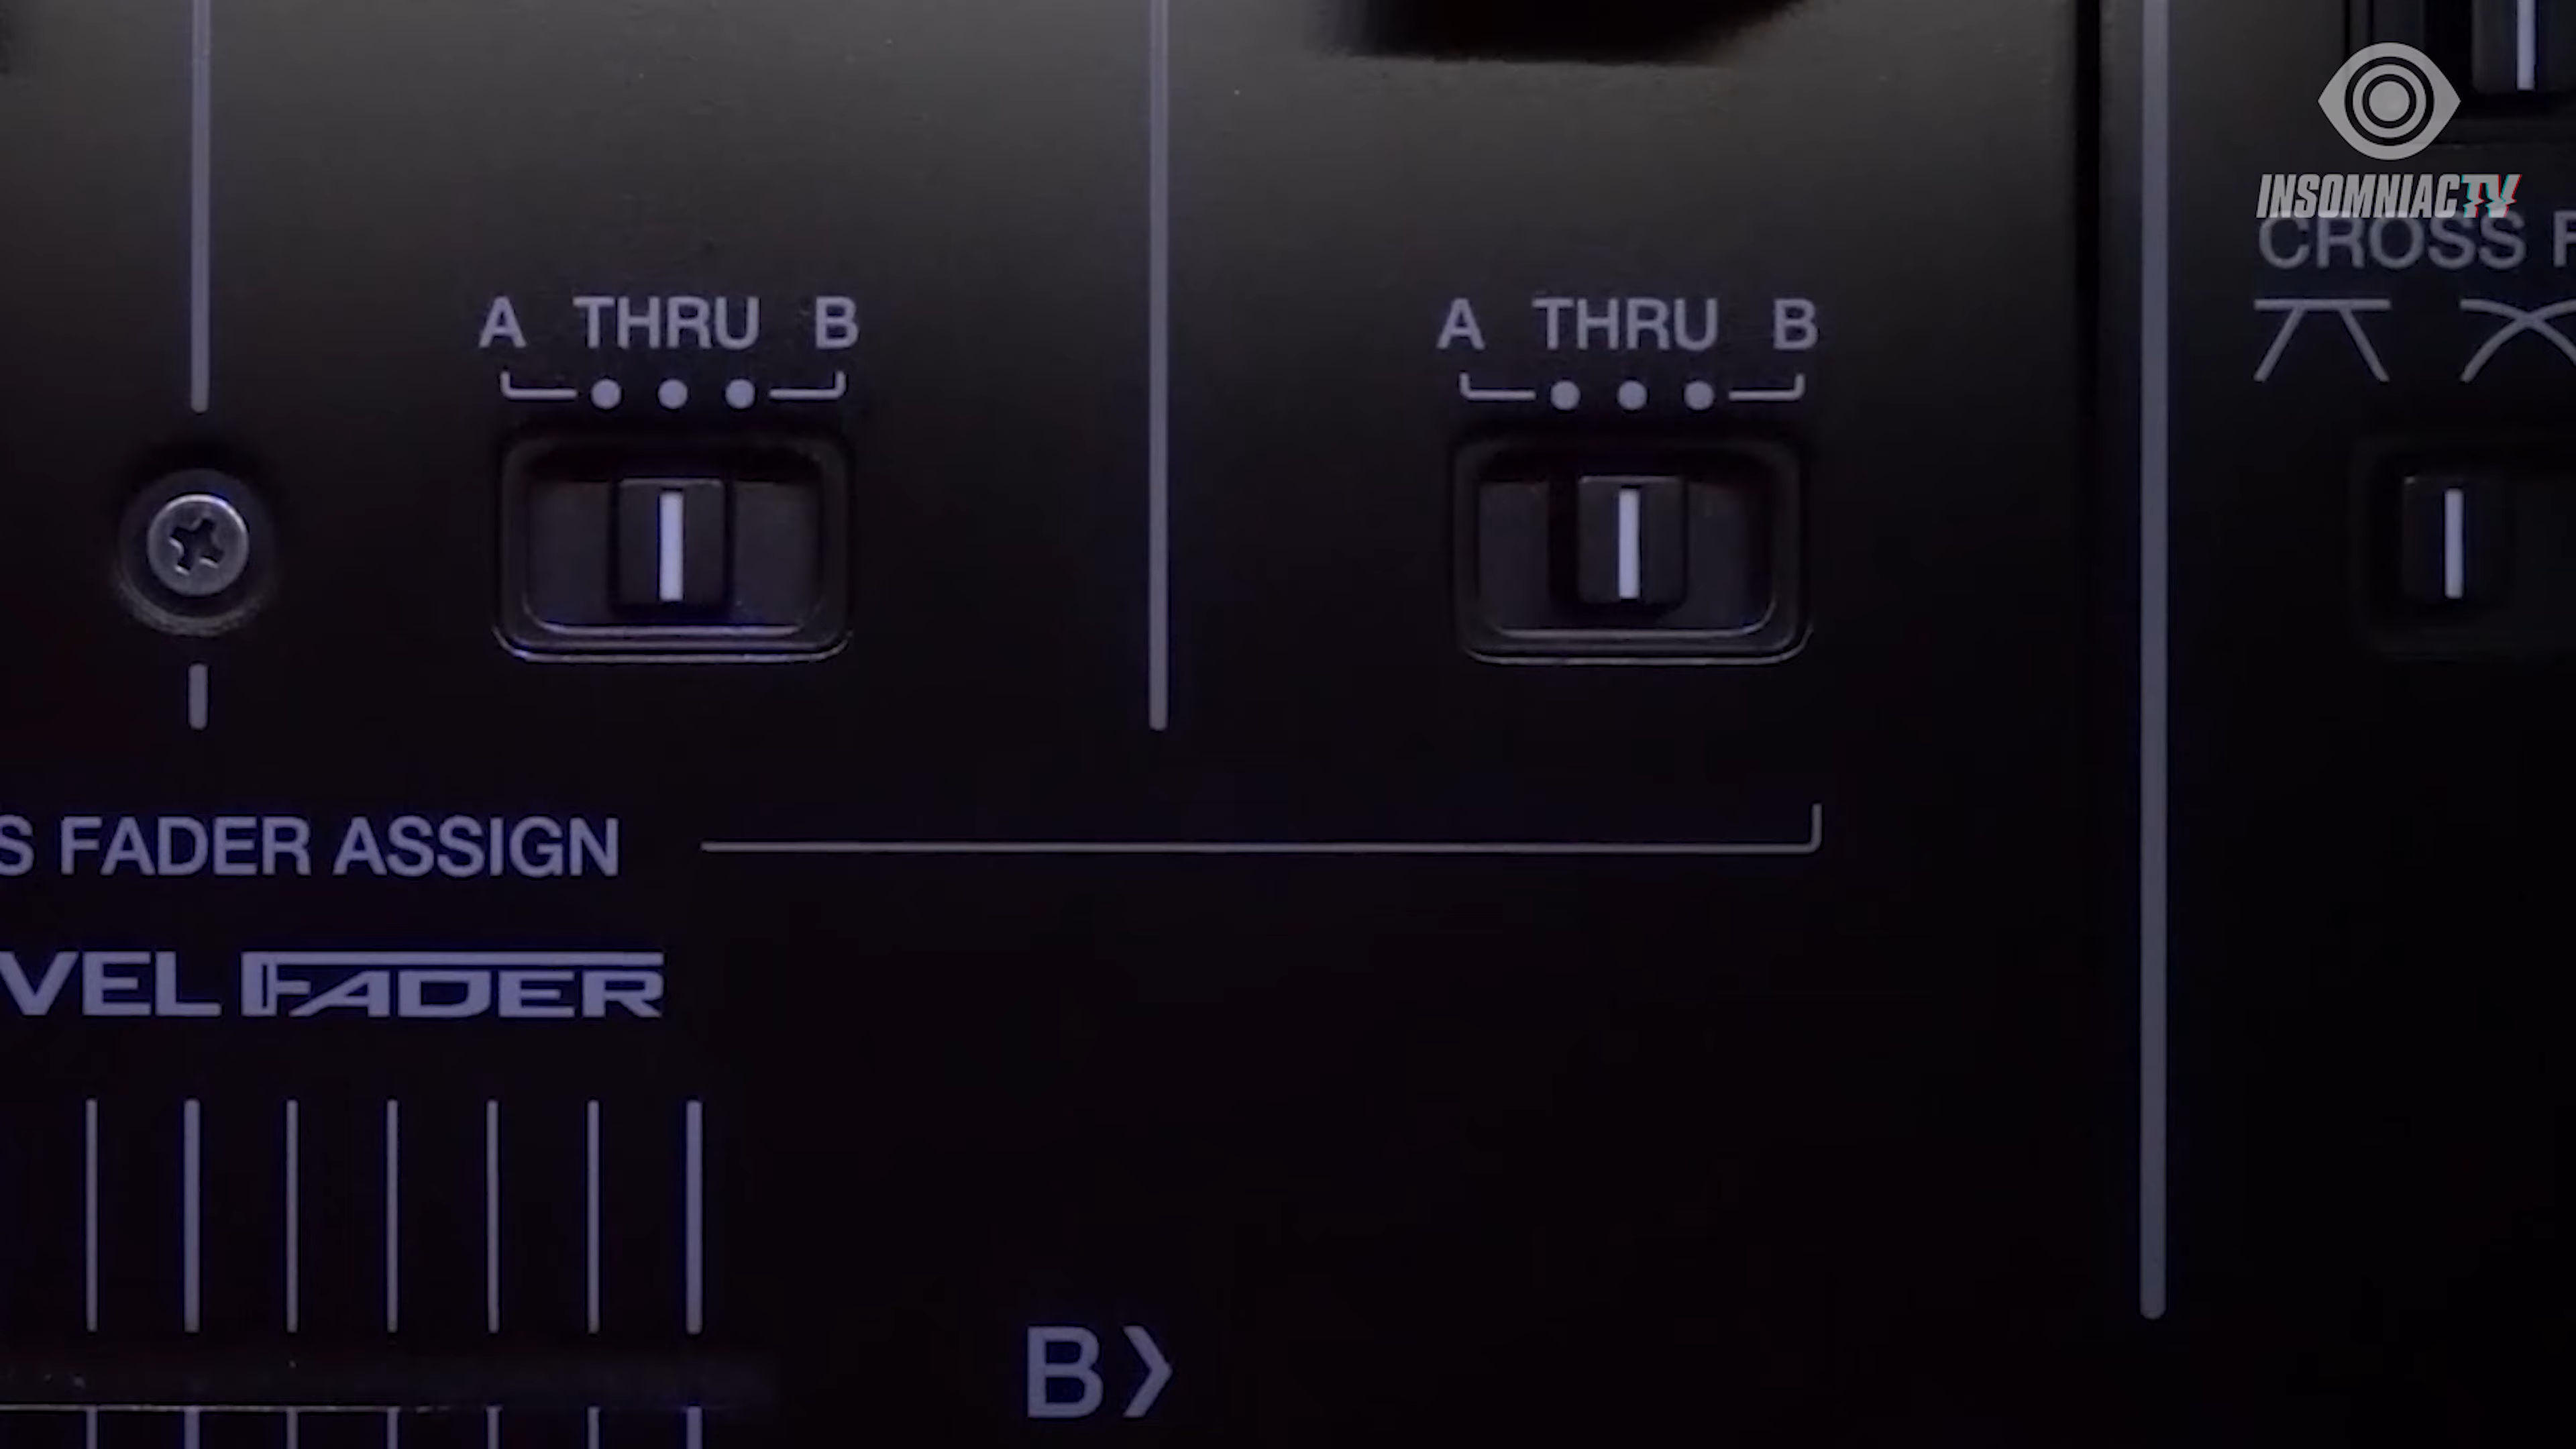 INSOMNIACTV
CROSS F
A THRU B
A THRU B
S FADER ASSIGN
VEL FADER
B>